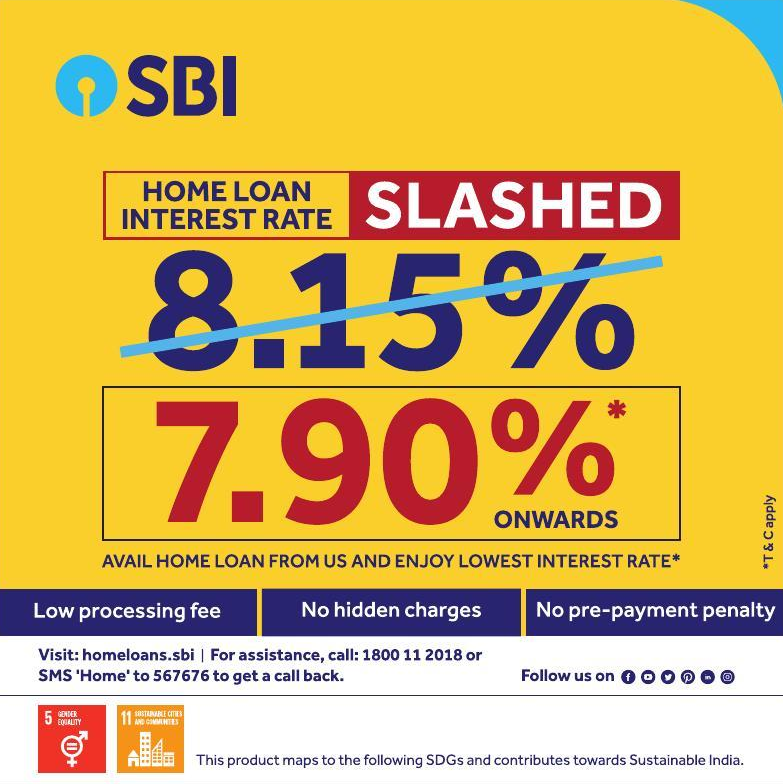 SBI
HOME LOAN
INTEREST RATE
SLASHED
8.15%
7.90%*
ONWARDS
AVAIL HOME LOAN FROM US AND ENJOY LOWEST INTEREST RATE*
*T & C apply
Low processing fee
No hidden charges
No pre-payment penalty
Visit: homeloans.sbi | For assistance, call: 1800 11 2018 or
SMS 'Home' to 567676 to get a call back.
Follow us on
5 GENDER
EQUALITY
11 SUSTAINABLE CITIES
AND COMMUNITIES
This product maps to the following SDGs and contributes towards Sustainable India.